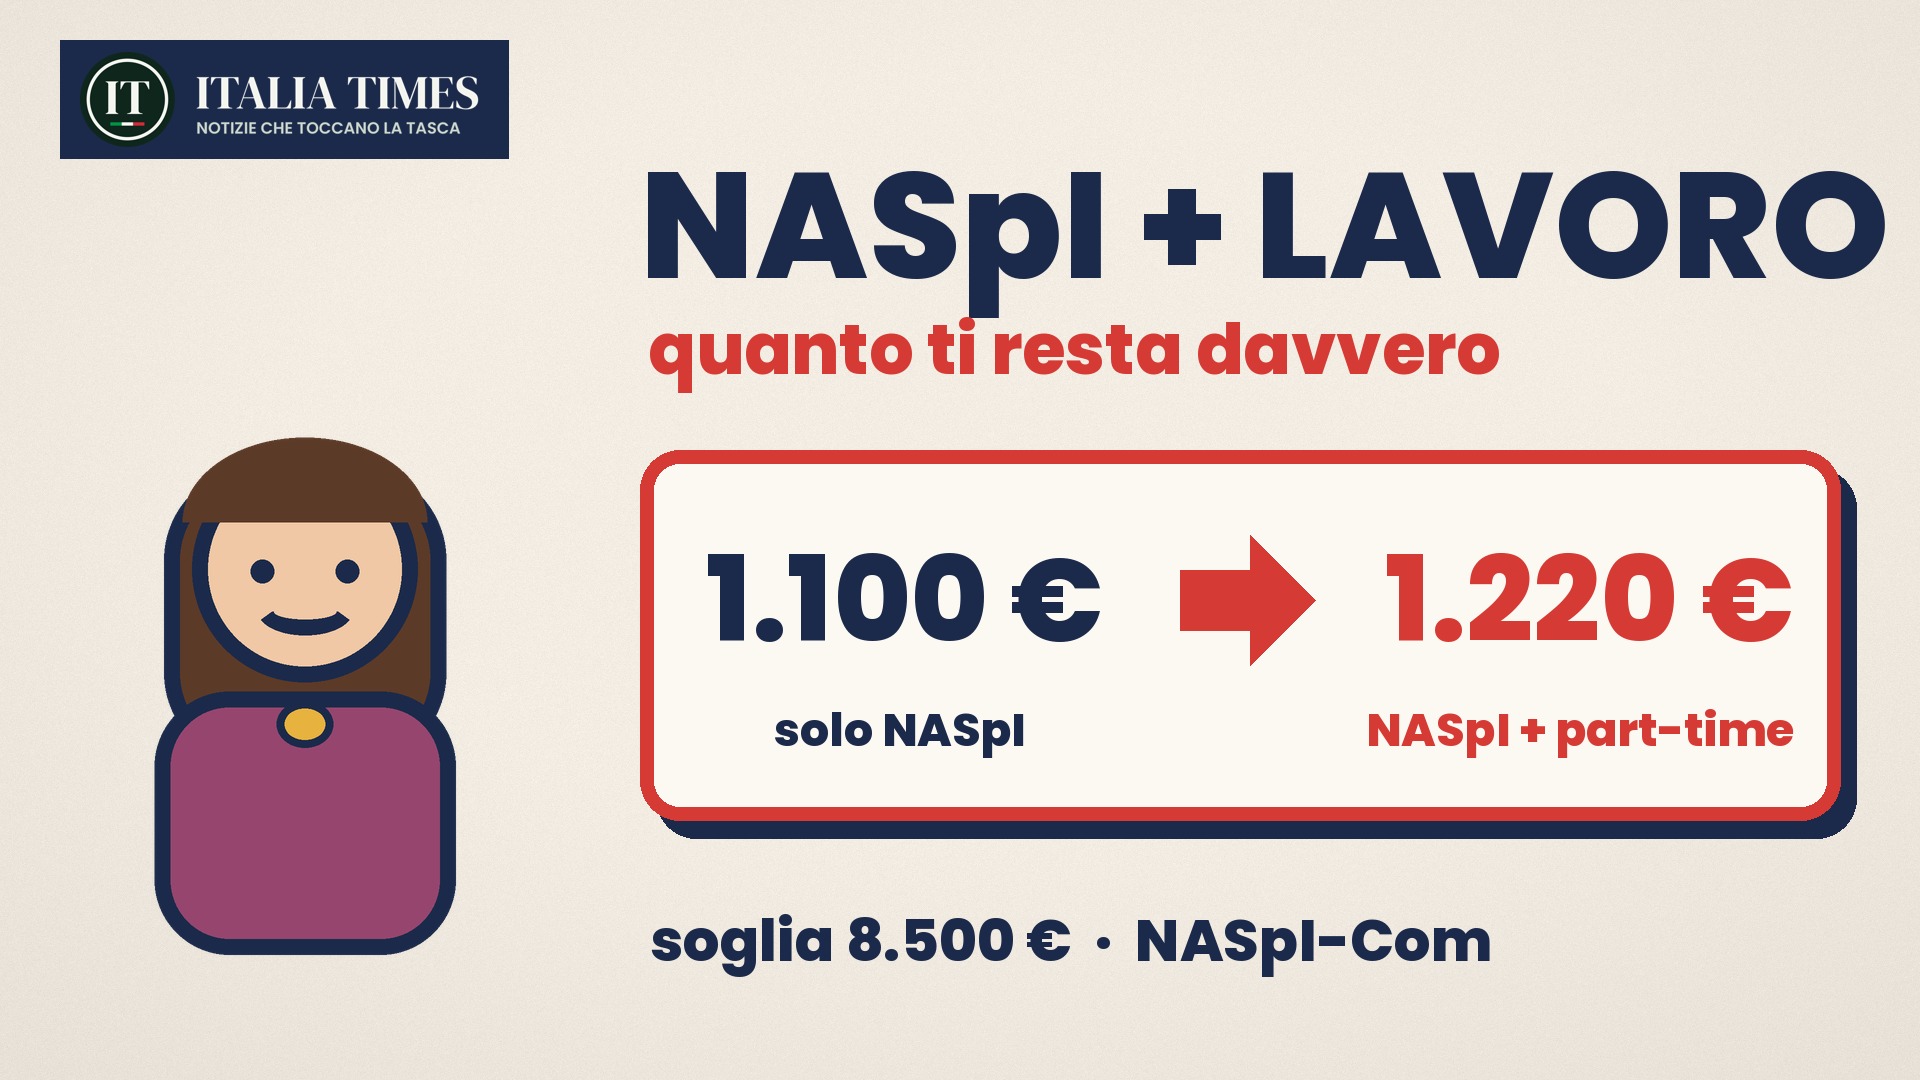 IT
ITALIA TIMES
NOTIZIE CHE TOCCANO LA TASCA
NASpI + LAVORO
quanto ti resta davvero
1.100 € 1.220 €
solo NASpI NASpI + part-time
soglia 8.500 € · NASpI-Com